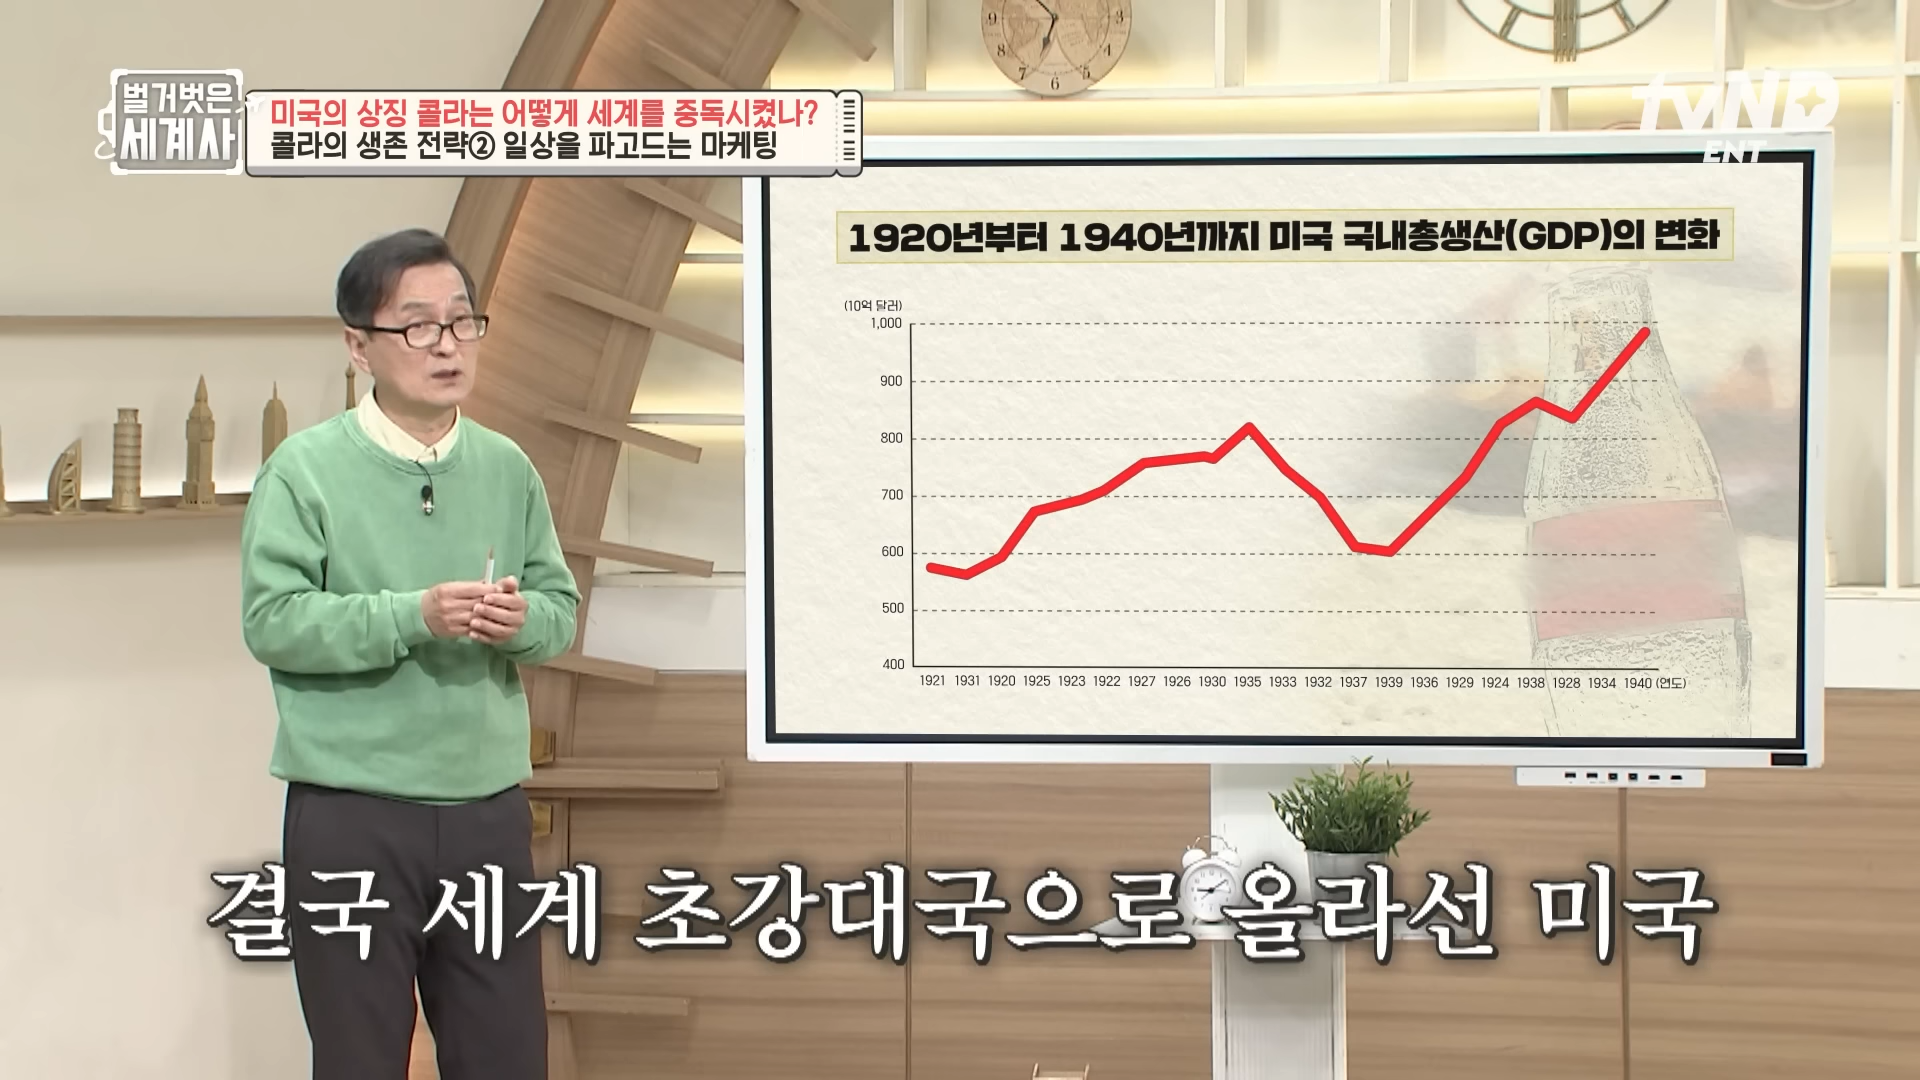 벌거벗은
세계사
미국의 상징 콜라는 어떻게 세계를 중독시켰나?
콜라의 생존 전략② 일상을 파고드는 마케팅
tvND
ENT
1920년부터 1940년까지 미국 국내총생산(GDP)의 변화
(10억 달러)
1,000
900
800
700
600
500
400
1921 1931 1920 1925 1923 1922 1927 1926 1930 1935 1933 1932 1937 1939 1936 1929 1924 1938 1928 1934 1940 (연도)
결국 세계 초강대국으로 올라선 미국